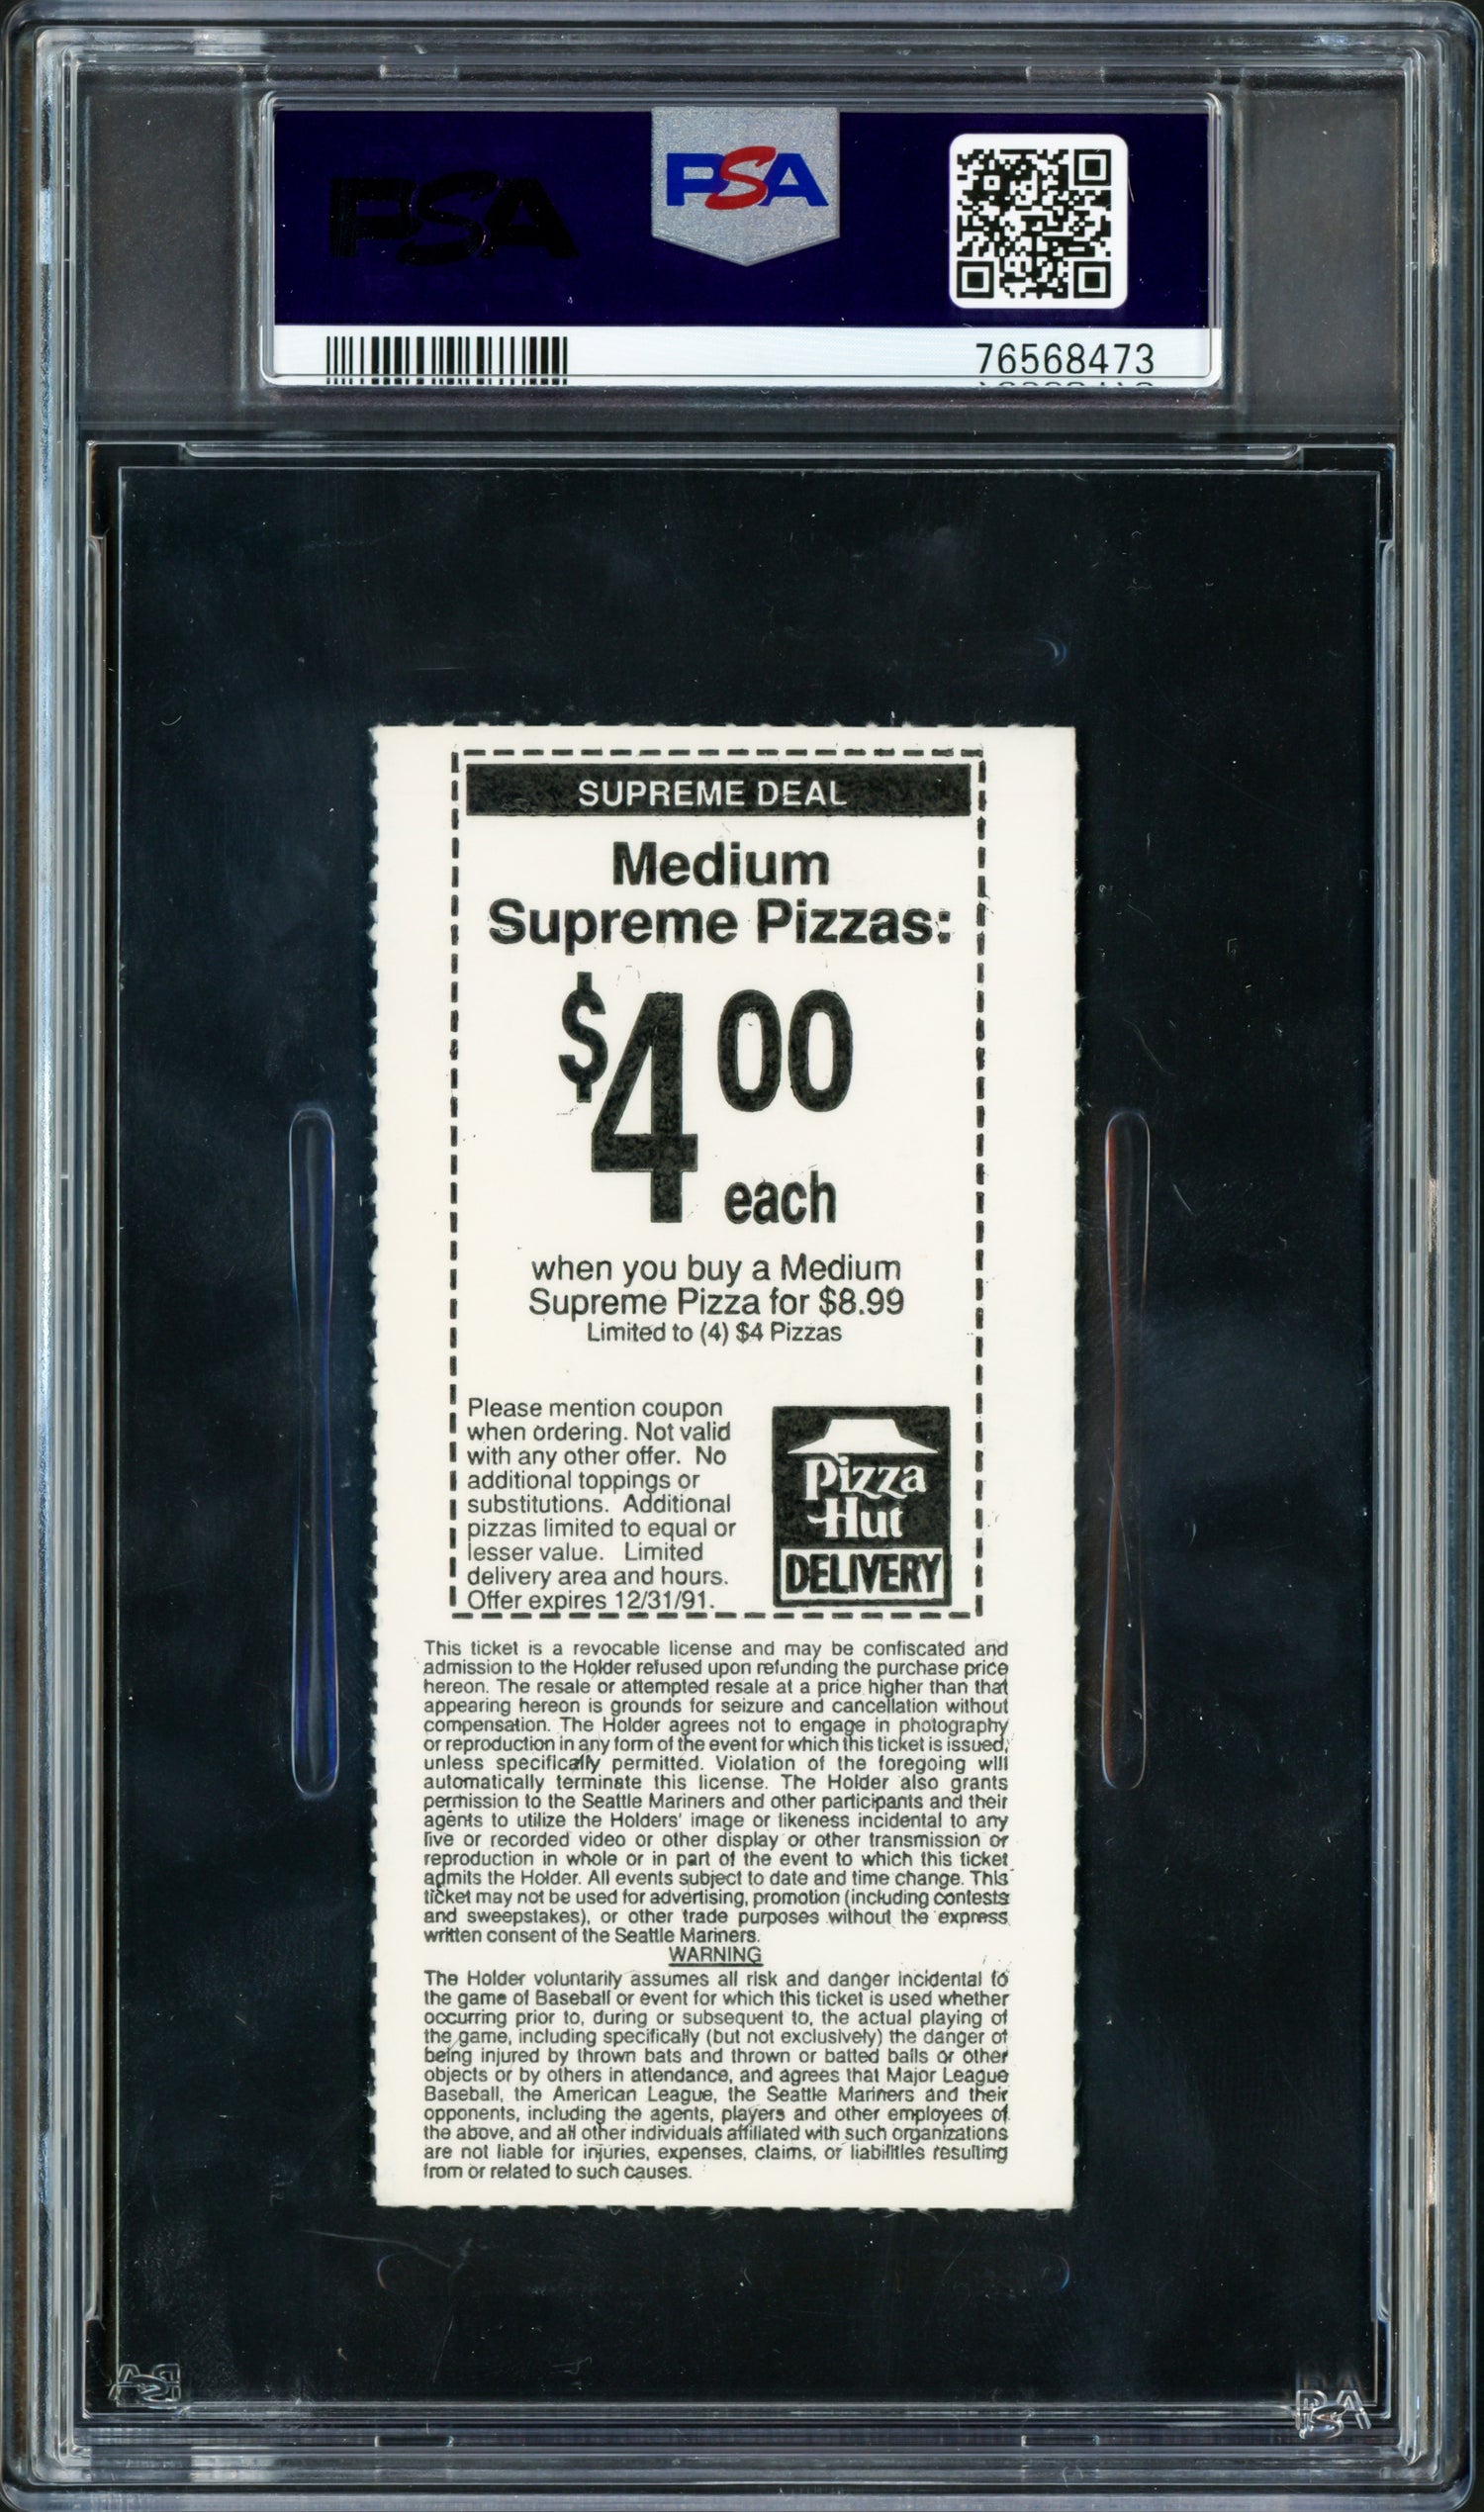 PSA
PSA
76568473
SUPREME DEAL
Medium
Supreme Pizzas:
$4 00
each
when you buy a Medium
Supreme Pizza for $8.99
Limited to (4) $4 Pizzas
Please mention coupon
when ordering. Not valid
with any other offer. No
additional toppings or
substitutions. Additional
pizzas limited to equal or
lesser value. Limited
delivery area and hours.
Offer expires 12/31/91.
Pizza
Hut
DELIVERY
This ticket is a revocable license and may be confiscated and
admission to the Holder refused upon refunding the purchase price
hereon. The resale or attempted resale at a price higher than that
appearing hereon is grounds for seizure and cancellation without
compensation. The Holder agrees not to engage in photography
or reproduction in any form of the event for which this ticket is issued,
unless specifically permitted. Violation of the foregoing will
automatically terminate this license. The Holder also grants
permission to the Seattle Mariners and other participants and their
agents to utilize the Holders' image or likeness incidental to any
live or recorded video or other display or other transmission or
reproduction in whole or in part of the event to which this ticket
admits the Holder. All events subject to date and time change. This
ticket may not be used for advertising, promotion (including contests
and sweepstakes), or other trade purposes without the express
written consent of the Seattle Mariners.
WARNING
The Holder voluntarily assumes all risk and danger incidental to
the game of Baseball or event for which this ticket is used whether
occurring prior to, during or subsequent to, the actual playing of
the game, including specifically (but not exclusively) the danger of
being injured by thrown bats and thrown or batted balls or other
objects or by others in attendance, and agrees that Major League
Baseball, the American League, the Seattle Mariners and their
opponents, including the agents, players and other employees of
the above, and all other individuals affiliated with such organizations
are not liable for injuries, expenses, claims, or liabilities resulting
from or related to such causes.
PSA
PSA